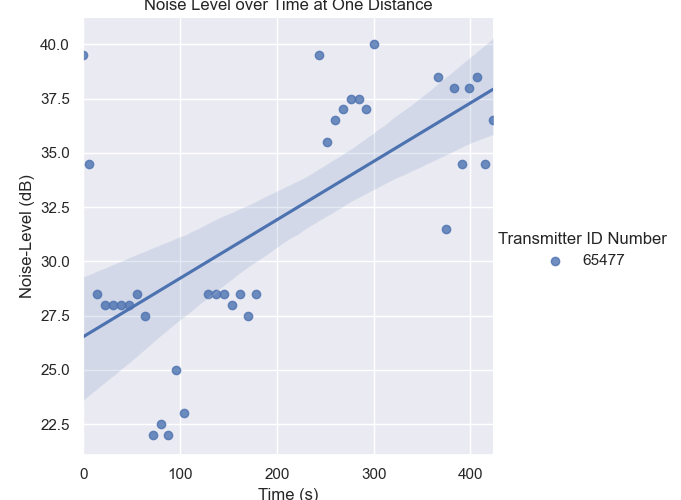 Noise Level over Time at One Distance
40.0
37.5
35.0
32.5
30.0
27.5
25.0
22.5
Noise-Level (dB)
0 100 200 300 400
Time (s)
Transmitter ID Number
65477